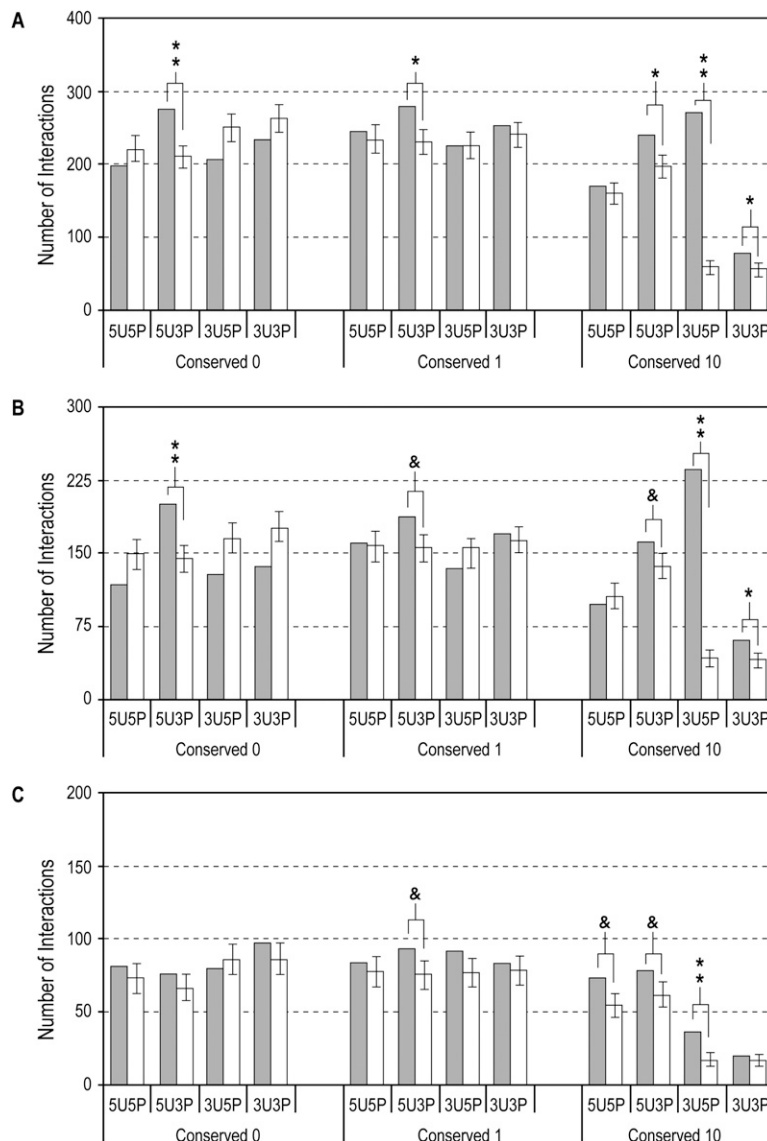 A
Number of Interactions
400
300
200
100
0
* *
*
*
* *
*
5U5P 5U3P 3U5P 3U3P 5U5P 5U3P 3U5P 3U3P 5U5P 5U3P 3U5P 3U3P
Conserved 0 Conserved 1 Conserved 10
B
Number of Interactions
300
225
150
75
0
* *
&
&
* *
*
5U5P 5U3P 3U5P 3U3P 5U5P 5U3P 3U5P 3U3P 5U5P 5U3P 3U5P 3U3P
Conserved 0 Conserved 1 Conserved 10
C
Number of Interactions
200
150
100
50
0
&
&
&
* *
5U5P 5U3P 3U5P 3U3P 5U5P 5U3P 3U5P 3U3P 5U5P 5U3P 3U5P 3U3P
Conserved 0 Conserved 1 Conserved 10